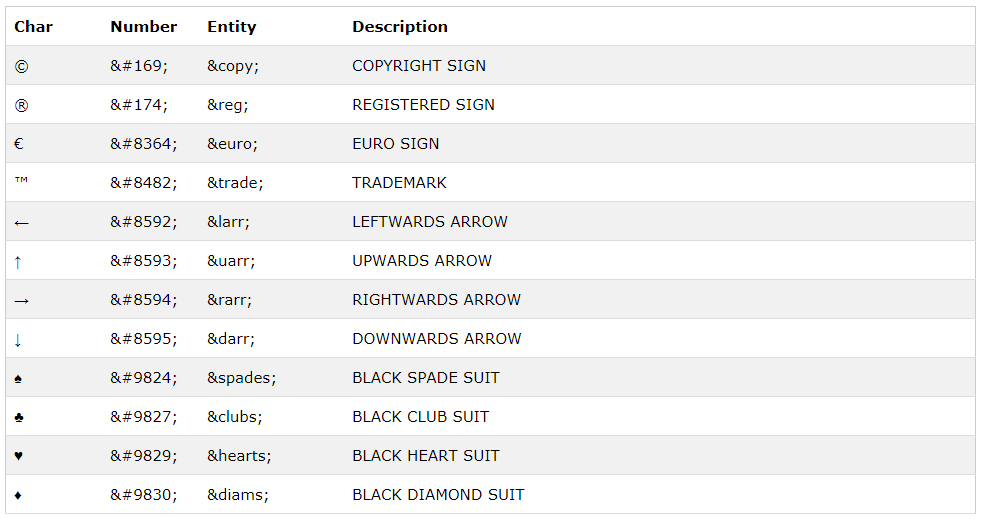 Char Number Entity Description
© &#169; &copy; COPYRIGHT SIGN
® &#174; &reg; REGISTERED SIGN
€ &#8364; &euro; EURO SIGN
™ &#8482; &trade; TRADEMARK
← &#8592; &larr; LEFTWARDS ARROW
↑ &#8593; &uarr; UPWARDS ARROW
→ &#8594; &rarr; RIGHTWARDS ARROW
↓ &#8595; &darr; DOWNWARDS ARROW
♠ &#9824; &spades; BLACK SPADE SUIT
♣ &#9827; &clubs; BLACK CLUB SUIT
♥ &#9829; &hearts; BLACK HEART SUIT
♦ &#9830; &diams; BLACK DIAMOND SUIT